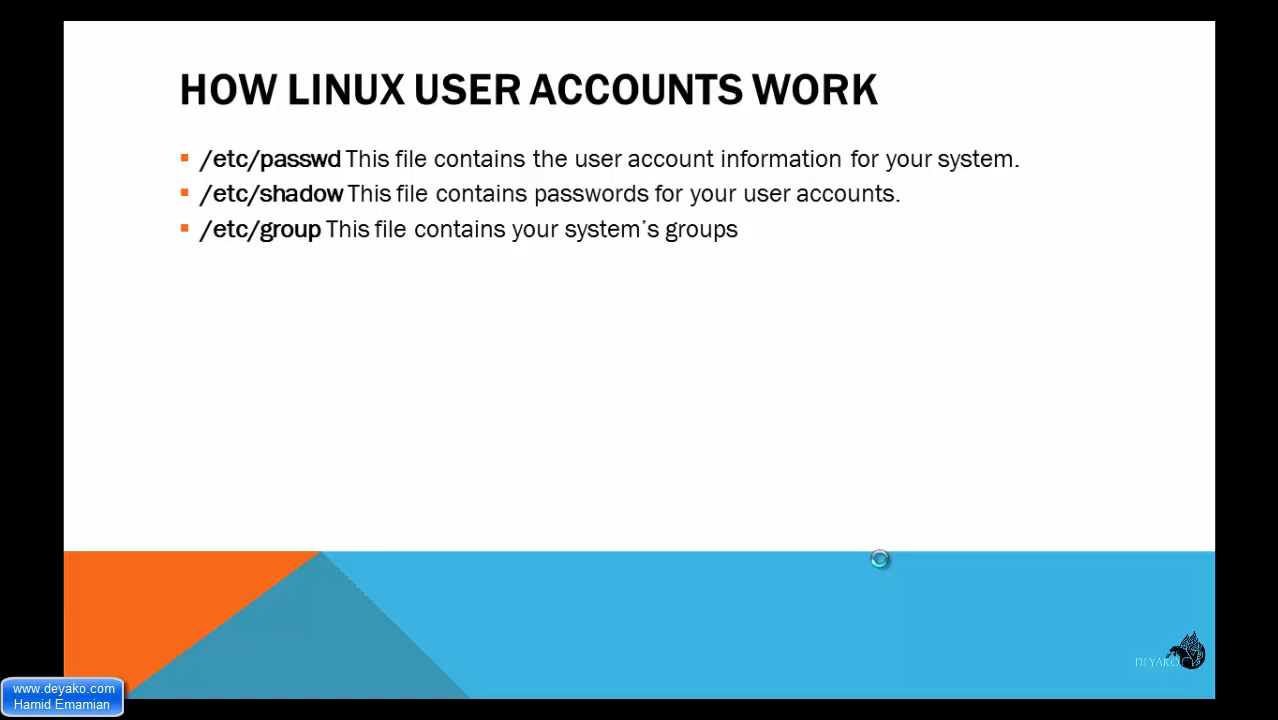 HOW LINUX USER ACCOUNTS WORK
▪ /etc/passwd This file contains the user account information for your system.
▪ /etc/shadow This file contains passwords for your user accounts.
▪ /etc/group This file contains your system’s groups
DEYAKO
www.deyako.com
Hamid Emamian